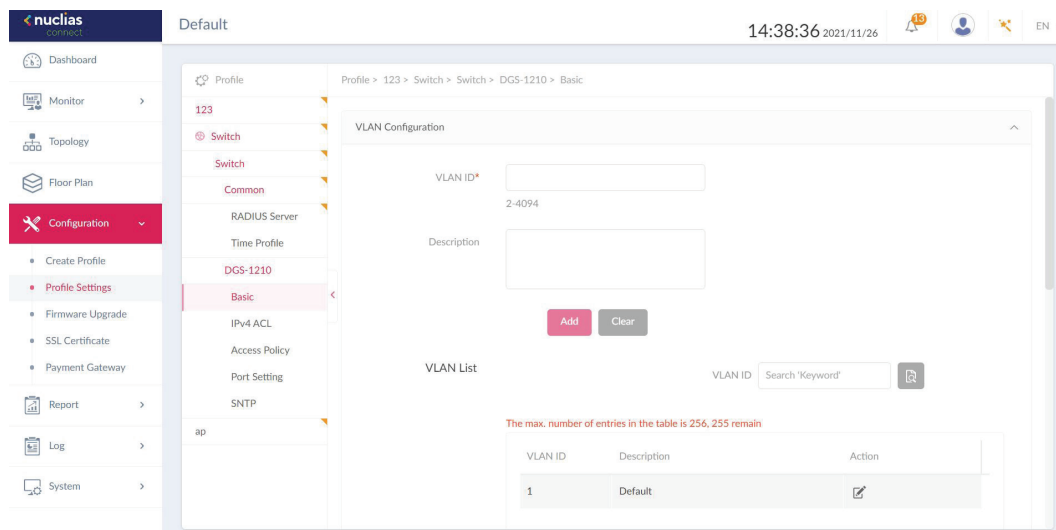 nuclias
connect
Default
14:38:36 2021/11/26
13
EN
Dashboard
Monitor
Topology
Floor Plan
Configuration
Create Profile
Profile Settings
Firmware Upgrade
SSL Certificate
Payment Gateway
Report
Log
System
Profile
123
Switch
Switch
Common
RADIUS Server
Time Profile
DGS-1210
Basic
IPv4 ACL
Access Policy
Port Setting
SNTP
ap
Profile > 123 > Switch > Switch > DGS-1210 > Basic
VLAN Configuration
VLAN ID*
2-4094
Description
Add Clear
VLAN List
VLAN ID Search 'Keyword'
The max. number of entries in the table is 256, 255 remain
VLAN ID Description Action
1 Default